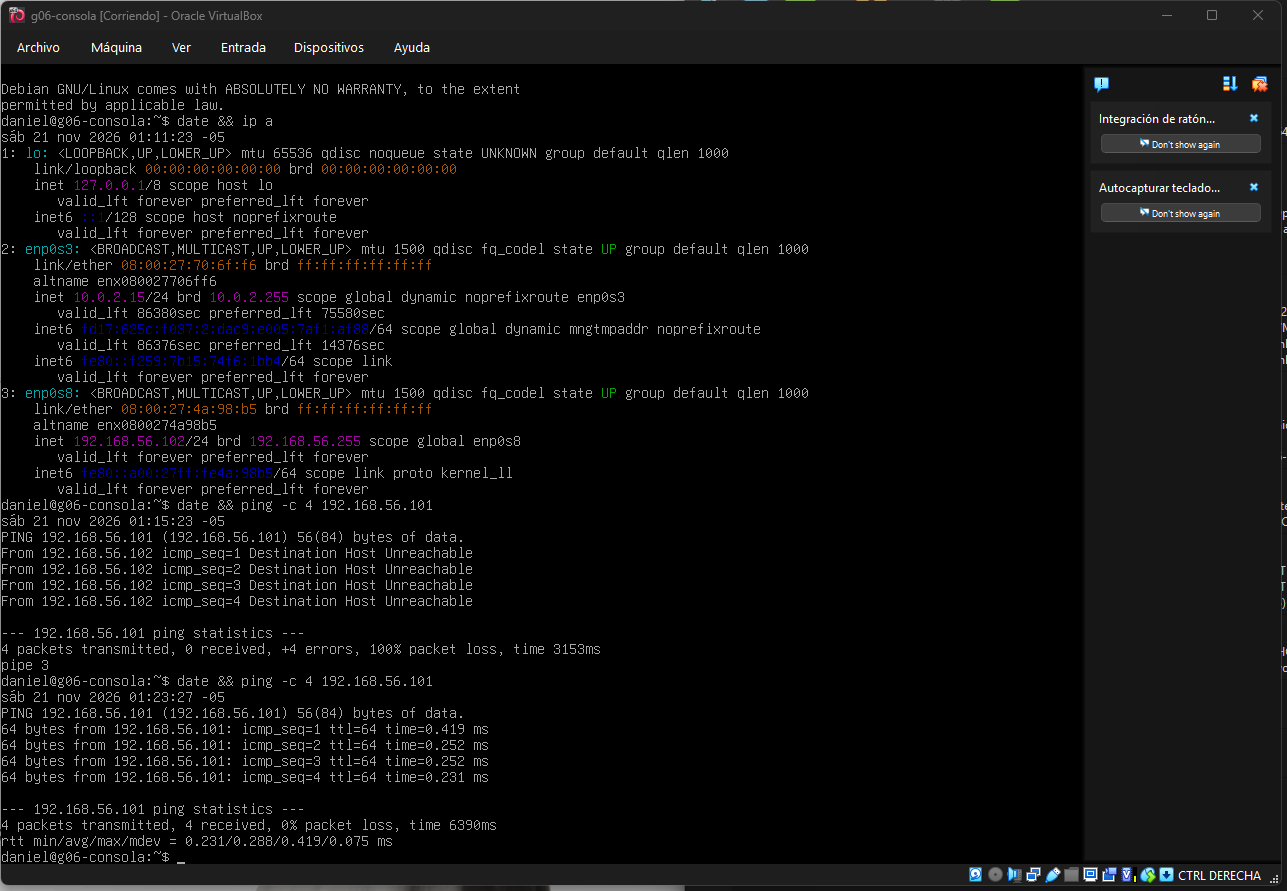 g06-consola [Corriendo] - Oracle VirtualBox
Archivo Máquina Ver Entrada Dispositivos Ayuda
Debian GNU/Linux comes with ABSOLUTELY NO WARRANTY, to the extent
permitted by applicable law.
daniel@g06-consola:~$ date && ip a
sáb 21 nov 2026 01:11:23 -05
1: lo: <LOOPBACK,UP,LOWER_UP> mtu 65536 qdisc noqueue state UNKNOWN group default qlen 1000
link/loopback 00:00:00:00:00:00 brd 00:00:00:00:00:00
inet 127.0.0.1/8 scope host lo
valid_lft forever preferred_lft forever
inet6 ::1/128 scope host noprefixroute
valid_lft forever preferred_lft forever
2: enp0s3: <BROADCAST,MULTICAST,UP,LOWER_UP> mtu 1500 qdisc fq_codel state UP group default qlen 1000
link/ether 08:00:27:70:6f:f6 brd ff:ff:ff:ff:ff:ff
altname enx080027706ff6
inet 10.0.2.15/24 brd 10.0.2.255 scope global dynamic noprefixroute enp0s3
valid_lft 86380sec preferred_lft 75580sec
inet6 /64 scope global dynamic mngtmpaddr noprefixroute
valid_lft 86376sec preferred_lft 14376sec
inet6 /64 scope link
valid_lft forever preferred_lft forever
3: enp0s8: <BROADCAST,MULTICAST,UP,LOWER_UP> mtu 1500 qdisc fq_codel state UP group default qlen 1000
link/ether 08:00:27:4a:98:b5 brd ff:ff:ff:ff:ff:ff
altname enx0800274a98b5
inet 192.168.56.102/24 brd 192.168.56.255 scope global enp0s8
valid_lft forever preferred_lft forever
inet6 fe80::a00:27ff:fe4a:98b5/64 scope link proto kernel_ll
valid_lft forever preferred_lft forever
daniel@g06-consola:~$ date && ping -c 4 192.168.56.101
sáb 21 nov 2026 01:15:23 -05
PING 192.168.56.101 (192.168.56.101) 56(84) bytes of data.
From 192.168.56.102 icmp_seq=1 Destination Host Unreachable
From 192.168.56.102 icmp_seq=2 Destination Host Unreachable
From 192.168.56.102 icmp_seq=3 Destination Host Unreachable
From 192.168.56.102 icmp_seq=4 Destination Host Unreachable
--- 192.168.56.101 ping statistics ---
4 packets transmitted, 0 received, +4 errors, 100% packet loss, time 3153ms
pipe 3
daniel@g06-consola:~$ date && ping -c 4 192.168.56.101
sáb 21 nov 2026 01:23:27 -05
PING 192.168.56.101 (192.168.56.101) 56(84) bytes of data.
64 bytes from 192.168.56.101: icmp_seq=1 ttl=64 time=0.419 ms
64 bytes from 192.168.56.101: icmp_seq=2 ttl=64 time=0.252 ms
64 bytes from 192.168.56.101: icmp_seq=3 ttl=64 time=0.252 ms
64 bytes from 192.168.56.101: icmp_seq=4 ttl=64 time=0.231 ms
--- 192.168.56.101 ping statistics ---
4 packets transmitted, 4 received, 0% packet loss, time 6390ms
rtt min/avg/max/mdev = 0.231/0.288/0.419/0.075 ms
daniel@g06-consola:~$ _
Integración de ratón...
Don't show again
Autocapturar teclado...
Don't show again
CTRL DERECHA